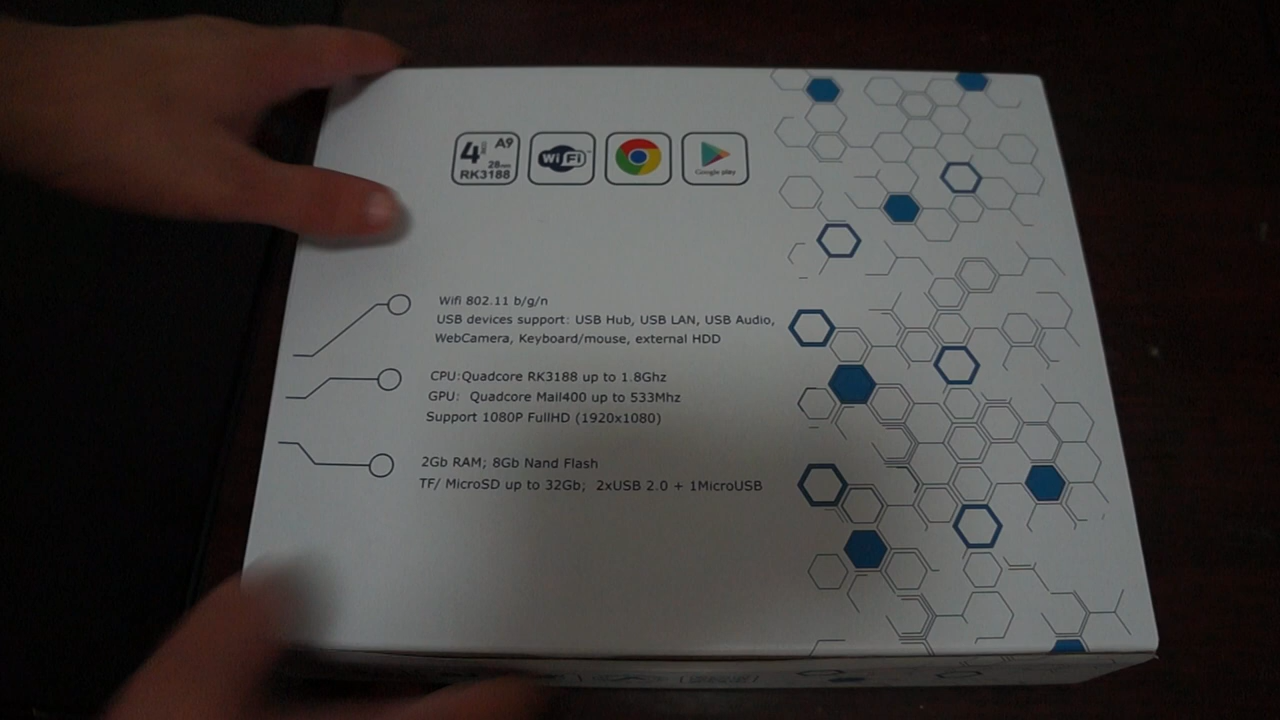 4 A9
28nm
RK3188
WiFi
Google play
Wifi 802.11 b/g/n
USB devices support: USB Hub, USB LAN, USB Audio,
WebCamera, Keyboard/mouse, external HDD
CPU:Quadcore RK3188 up to 1.8Ghz
GPU: Quadcore Mail400 up to 533Mhz
Support 1080P FullHD (1920x1080)
2Gb RAM; 8Gb Nand Flash
TF/ MicroSD up to 32Gb; 2xUSB 2.0 + 1MicroUSB